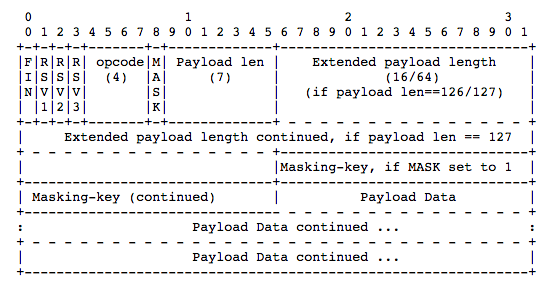 0                   1                   2                   3
 0 1 2 3 4 5 6 7 8 9 0 1 2 3 4 5 6 7 8 9 0 1 2 3 4 5 6 7 8 9 0 1
+-+-+-+-+-------+-+-------------+-------------------------------+
|F|R|R|R| opcode|M| Payload len |    Extended payload length    |
|I|S|S|S|  (4)  |A|     (7)     |             (16/64)           |
|N|V|V|V|       |S|             |   (if payload len==126/127)   |
| |1|2|3|       |K|             |                               |
+-+-+-+-+-------+-+-------------+ - - - - - - - - - - - - - - - +
|     Extended payload length continued, if payload len == 127  |
+ - - - - - - - - - - - - - - - +-------------------------------+
|                               |Masking-key, if MASK set to 1  |
+-------------------------------+-------------------------------+
| Masking-key (continued)       |          Payload Data         |
+-------------------------------- - - - - - - - - - - - - - - - +
:                     Payload Data continued ...                :
+ - - - - - - - - - - - - - - - - - - - - - - - - - - - - - - - +
|                     Payload Data continued ...                |
+---------------------------------------------------------------+